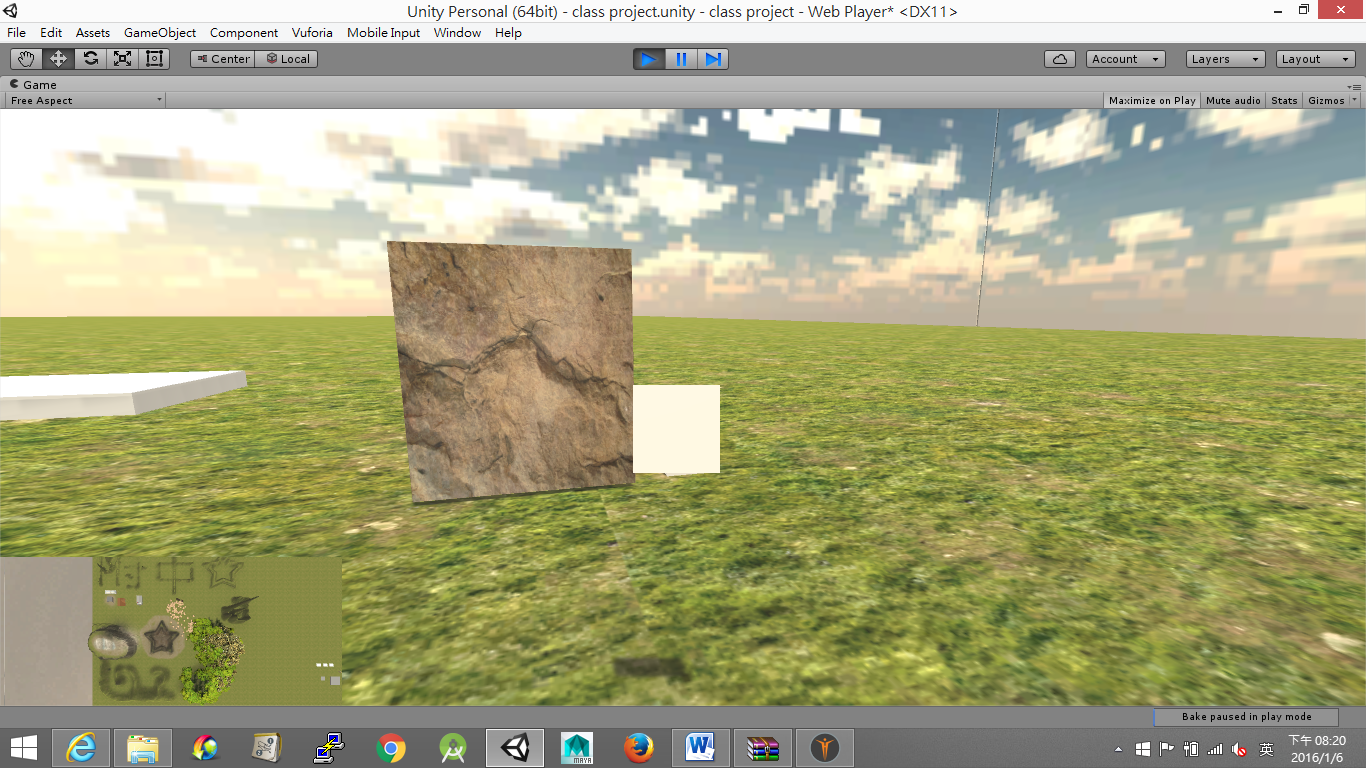 Unity Personal (64bit) - class project.unity - class project - Web Player* <DX11>
File Edit Assets GameObject Component Vuforia Mobile Input Window Help
Center Local Account Layers Layout
Game
Free Aspect Maximize on Play Mute audio Stats Gizmos
Bake paused in play mode
MAYA
英
下午 08:20
2016/1/6